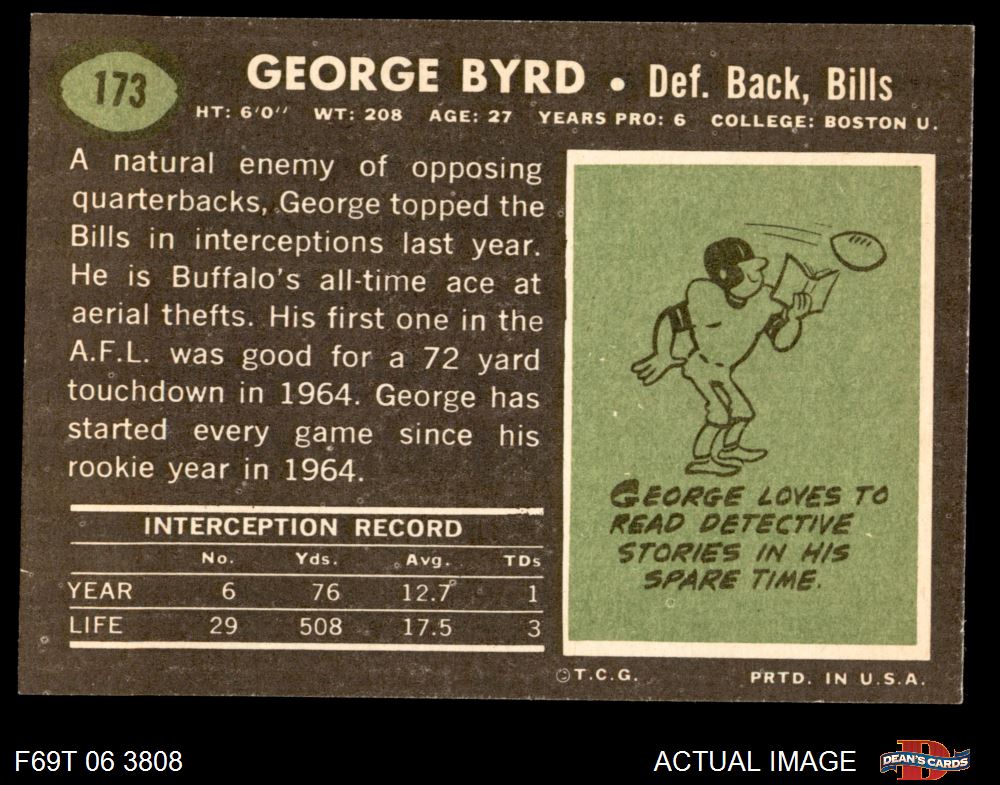 173
GEORGE BYRD • Def. Back, Bills
HT: 6'0'' WT: 208 AGE: 27 YEARS PRO: 6 COLLEGE: BOSTON U.
A natural enemy of opposing
quarterbacks, George topped the
Bills in interceptions last year.
He is Buffalo's all-time ace at
aerial thefts. His first one in the
A.F.L. was good for a 72 yard
touchdown in 1964. George has
started every game since his
rookie year in 1964.
INTERCEPTION RECORD
No. Yds. Avg. TDs
YEAR 6 76 12.7 1
LIFE 29 508 17.5 3
GEORGE LOVES TO
READ DETECTIVE
STORIES IN HIS
SPARE TIME.
©T.C.G. PRTD. IN U.S.A.
F69T 06 3808
ACTUAL IMAGE
D
DEAN'S CARDS